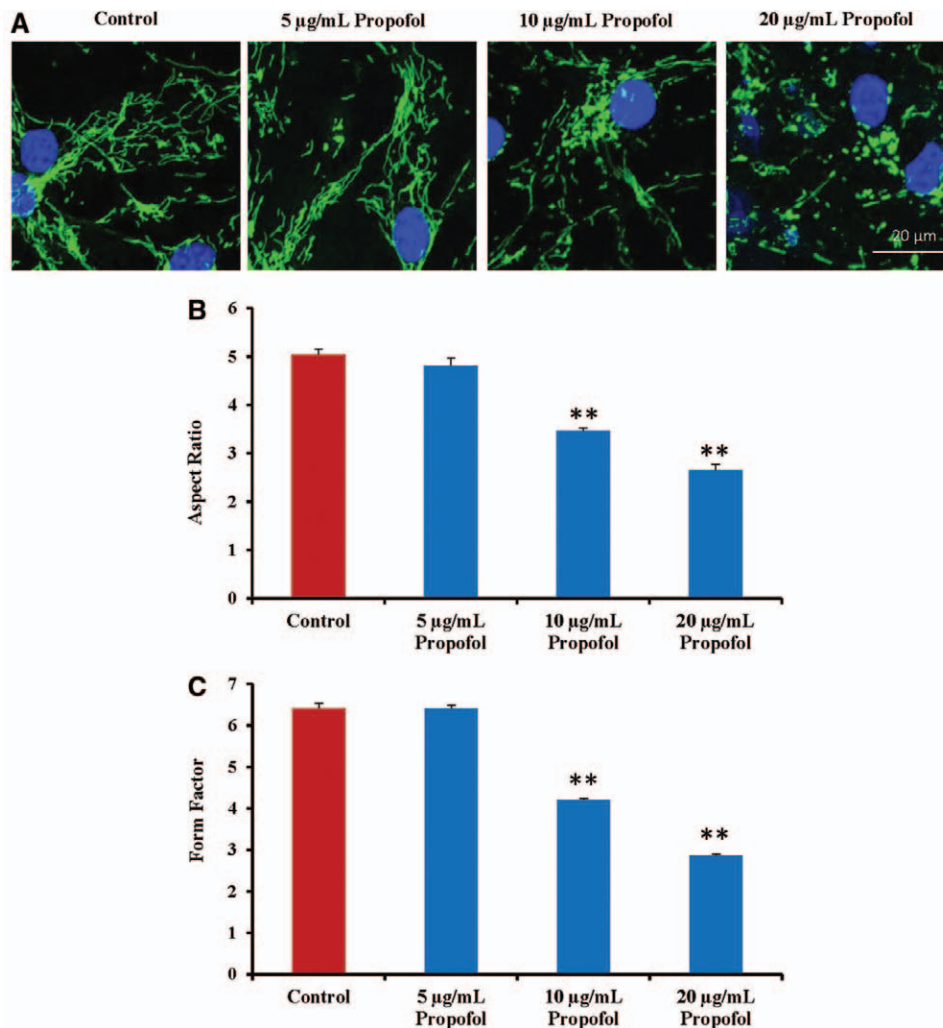 A
Control
5 µg/mL Propofol
10 µg/mL Propofol
20 µg/mL Propofol
20 µm
B
6
5
4
3
2
1
0
Aspect Ratio
Control
5 µg/mL
Propofol
10 µg/mL
Propofol
20 µg/mL
Propofol
**
**
C
7
6
5
4
3
2
1
0
Form Factor
Control
5 µg/mL
Propofol
10 µg/mL
Propofol
20 µg/mL
Propofol
**
**